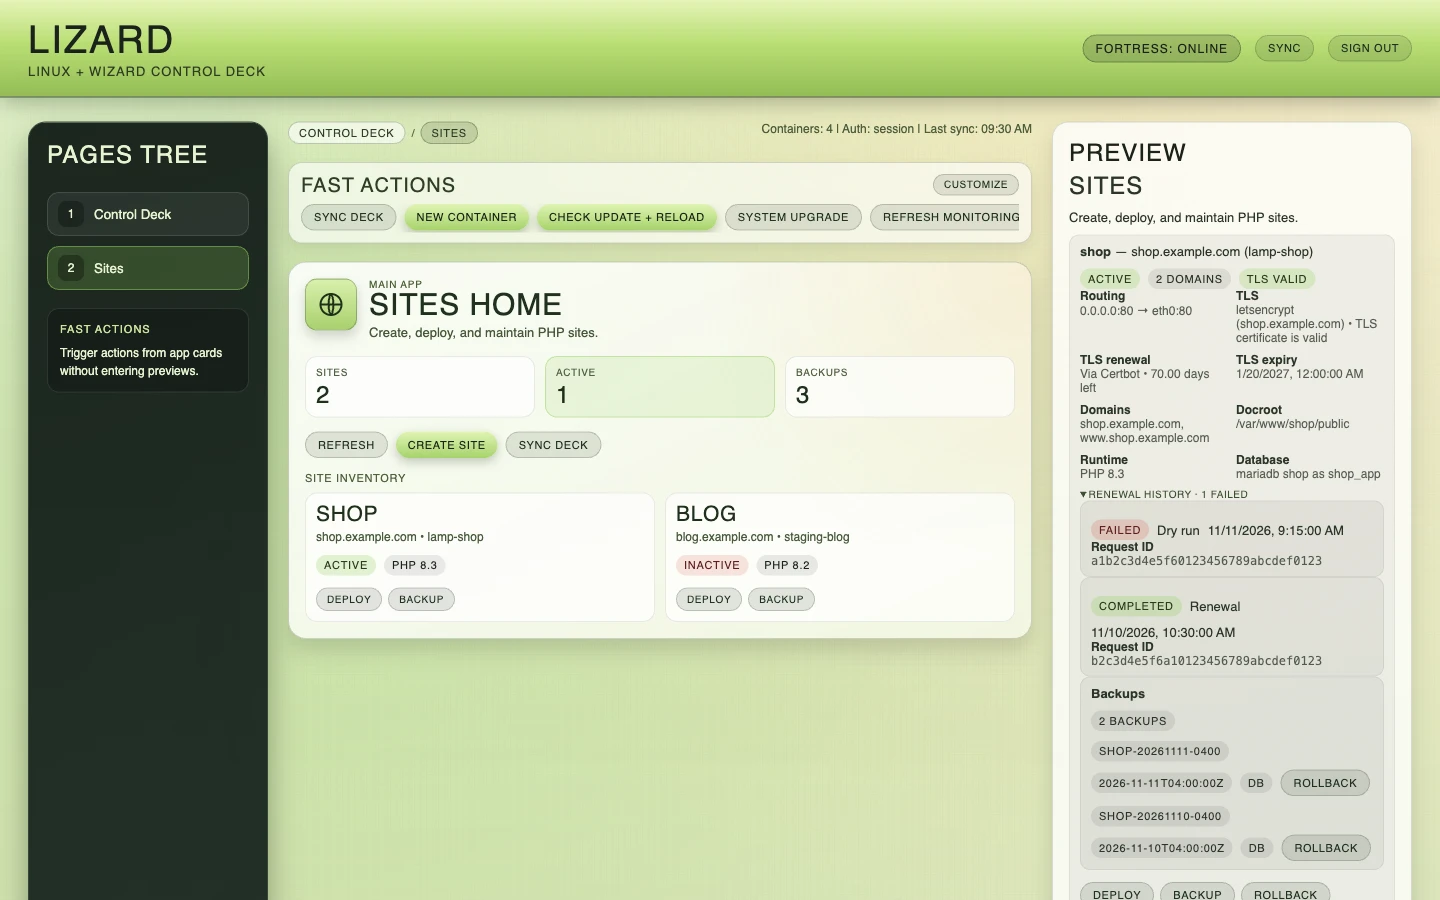 LIZARD
LINUX + WIZARD CONTROL DECK
FORTRESS: ONLINE
SYNC
SIGN OUT
PAGES TREE
1 Control Deck
2 Sites
FAST ACTIONS
Trigger actions from app cards
without entering previews.
CONTROL DECK / SITES
Containers: 4 | Auth: session | Last sync: 09:30 AM
FAST ACTIONS
CUSTOMIZE
SYNC DECK
NEW CONTAINER
CHECK UPDATE + RELOAD
SYSTEM UPGRADE
REFRESH MONITORING
MAIN APP
SITES HOME
Create, deploy, and maintain PHP sites.
SITES
2
ACTIVE
1
BACKUPS
3
REFRESH
CREATE SITE
SYNC DECK
SITE INVENTORY
SHOP
shop.example.com • lamp-shop
ACTIVE
PHP 8.3
DEPLOY
BACKUP
BLOG
blog.example.com • staging-blog
INACTIVE
PHP 8.2
DEPLOY
BACKUP
PREVIEW
SITES
Create, deploy, and maintain PHP sites.
shop — shop.example.com (lamp-shop)
ACTIVE
2 DOMAINS
TLS VALID
Routing
0.0.0.0:80 → eth0:80
TLS
letsencrypt
(shop.example.com) • TLS
certificate is valid
TLS renewal
Via Certbot • 70.00 days
left
TLS expiry
1/20/2027, 12:00:00 AM
Domains
shop.example.com,
www.shop.example.com
Docroot
/var/www/shop/public
Runtime
PHP 8.3
Database
mariadb shop as shop_app
▼RENEWAL HISTORY · 1 FAILED
FAILED Dry run 11/11/2026, 9:15:00 AM
Request ID
a1b2c3d4e5f60123456789abcdef0123
COMPLETED Renewal
11/10/2026, 10:30:00 AM
Request ID
b2c3d4e5f6a10123456789abcdef0123
Backups
2 BACKUPS
SHOP-20261111-0400
2026-11-11T04:00:00Z DB ROLLBACK
SHOP-20261110-0400
2026-11-10T04:00:00Z DB ROLLBACK
DEPLOY BACKUP ROLLBACK